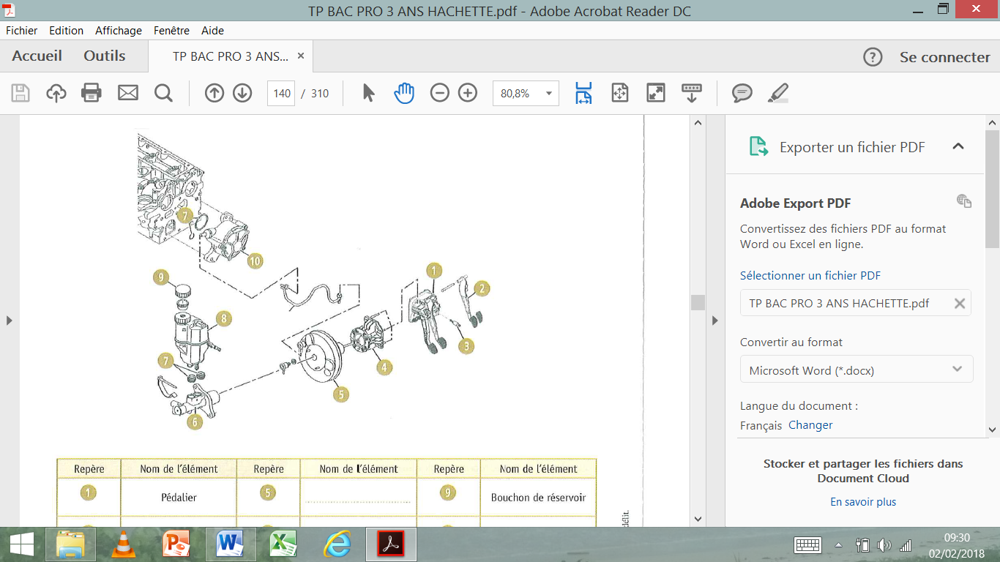 TP BAC PRO 3 ANS HACHETTE.pdf - Adobe Acrobat Reader DC
Fichier Edition Affichage Fenêtre Aide
Accueil Outils TP BAC PRO 3 ANS... × ? Se connecter
140 / 310 80,8%
7
10
9
1
2
8
3
7
4
5
6
Repère Nom de l'élément Repère Nom de l'élément Repère Nom de l'élément
1 Pédalier 5 9 Bouchon de réservoir
délit.
Exporter un fichier PDF
Adobe Export PDF
Convertissez des fichiers PDF au format
Word ou Excel en ligne.
Sélectionner un fichier PDF
TP BAC PRO 3 ANS HACHETTE.pdf
Convertir au format
Microsoft Word (*.docx)
Langue du document :
Français Changer
Stocker et partager les fichiers dans
Document Cloud
En savoir plus
09:30
02/02/2018